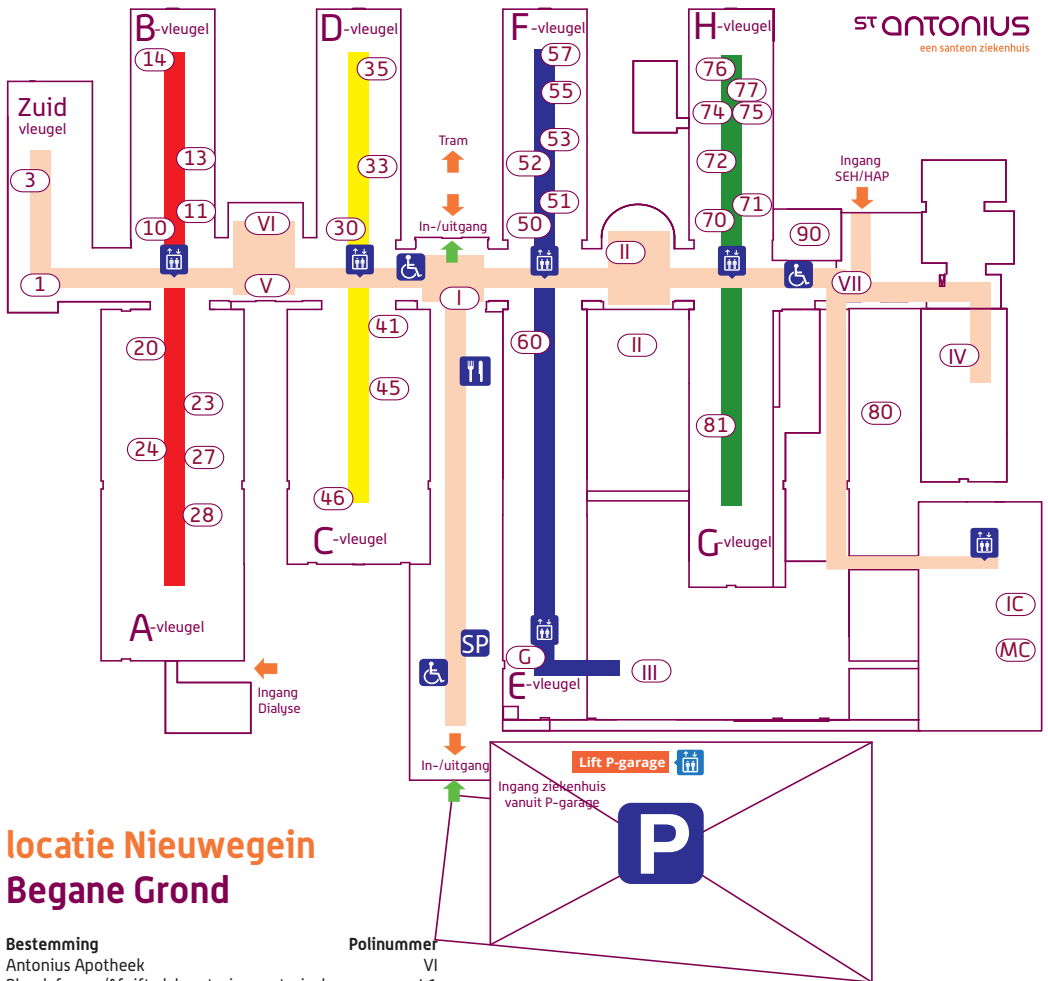 B-vleugel
D-vleugel
F-vleugel
H-vleugel
ST ANTONIUS
een santeon ziekenhuis
14
35
57
76
77
55
74
75
Zuid
vleugel
3
13
33
Tram
53
52
72
Ingang
SEH/HAP
11
10
VI
30
In-/uitgang
51
50
71
70
90
II
1
V
I
VII
20
41
60
II
IV
23
45
80
24
27
81
46
28
C-vleugel
G-vleugel
A-vleugel
IC
MC
SP
G
III
E-vleugel
Ingang
Dialyse
In-/uitgang
Lift P-garage
Ingang ziekenhuis
vanuit P-garage
P
locatie Nieuwegein
Begane Grond
Bestemming Polinummer
Antonius Apotheek VI